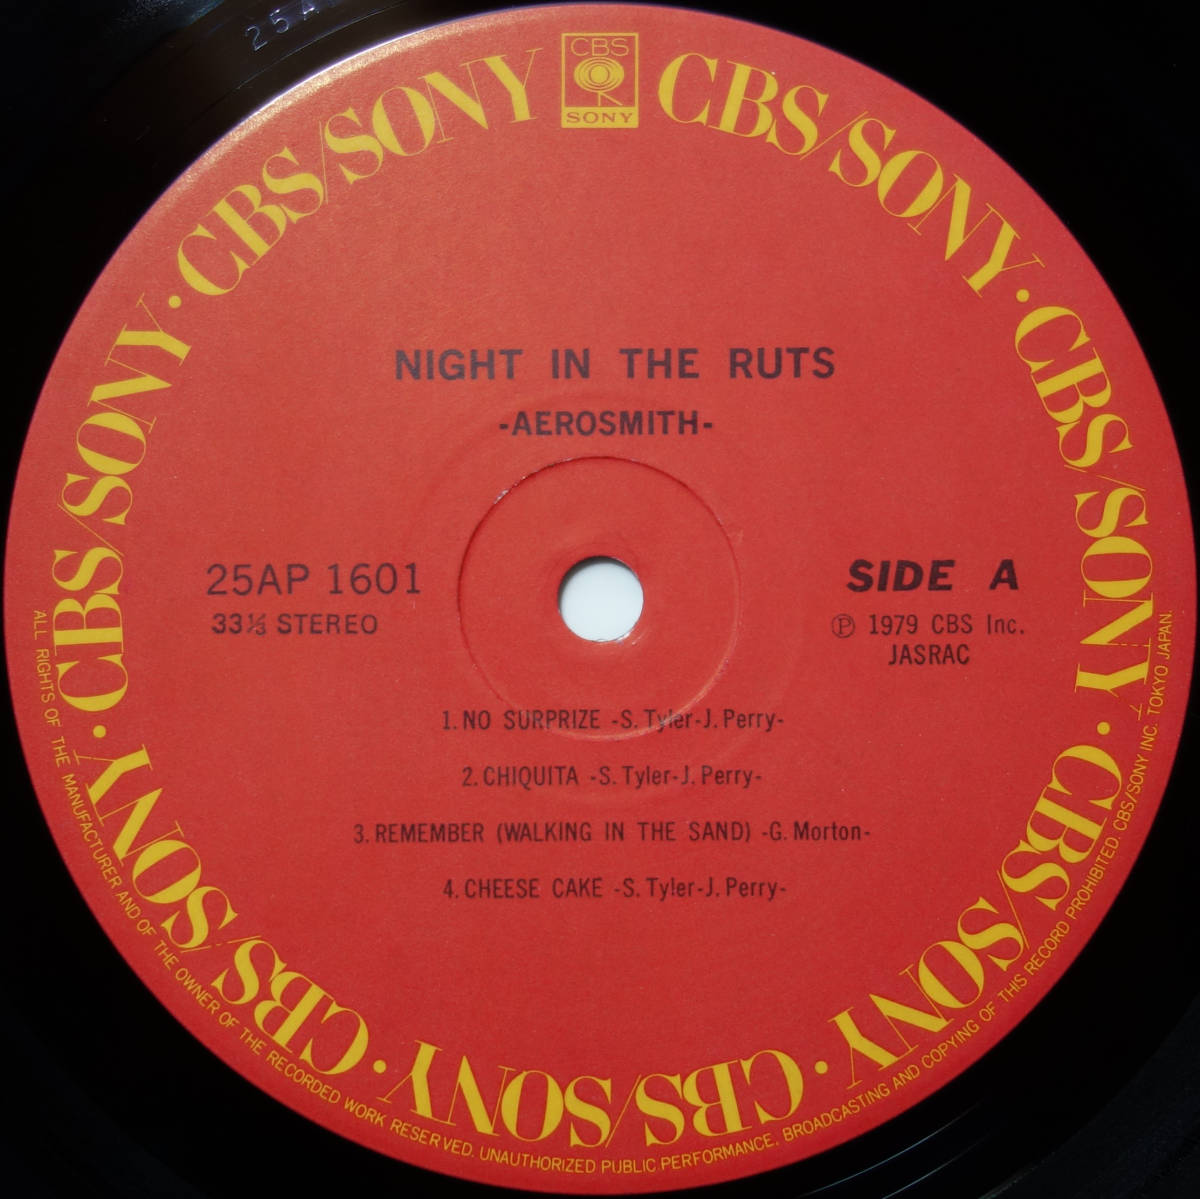 25A
CBS
SONY
CBS/SONY · CBS/SONY · CBS/SONY · CBS/SONY · CBS/SONY · CBS/SONY · CBS/SONY · CBS/SONY
NIGHT IN THE RUTS
-AEROSMITH-
25AP 1601
33⅓ STEREO
SIDE A
Ⓟ 1979 CBS Inc.
JASRAC
1. NO SURPRIZE -S. Tyler-J. Perry-
2. CHIQUITA -S. Tyler-J. Perry-
3. REMEMBER (WALKING IN THE SAND) -G. Morton-
4. CHEESE CAKE -S. Tyler-J. Perry-
ALL RIGHTS OF THE MANUFACTURER AND OF THE OWNER OF THE RECORDED WORK RESERVED. UNAUTHORIZED PUBLIC PERFORMANCE, BROADCASTING AND COPYING OF THIS RECORD PROHIBITED. CBS/SONY INC. TOKYO JAPAN.